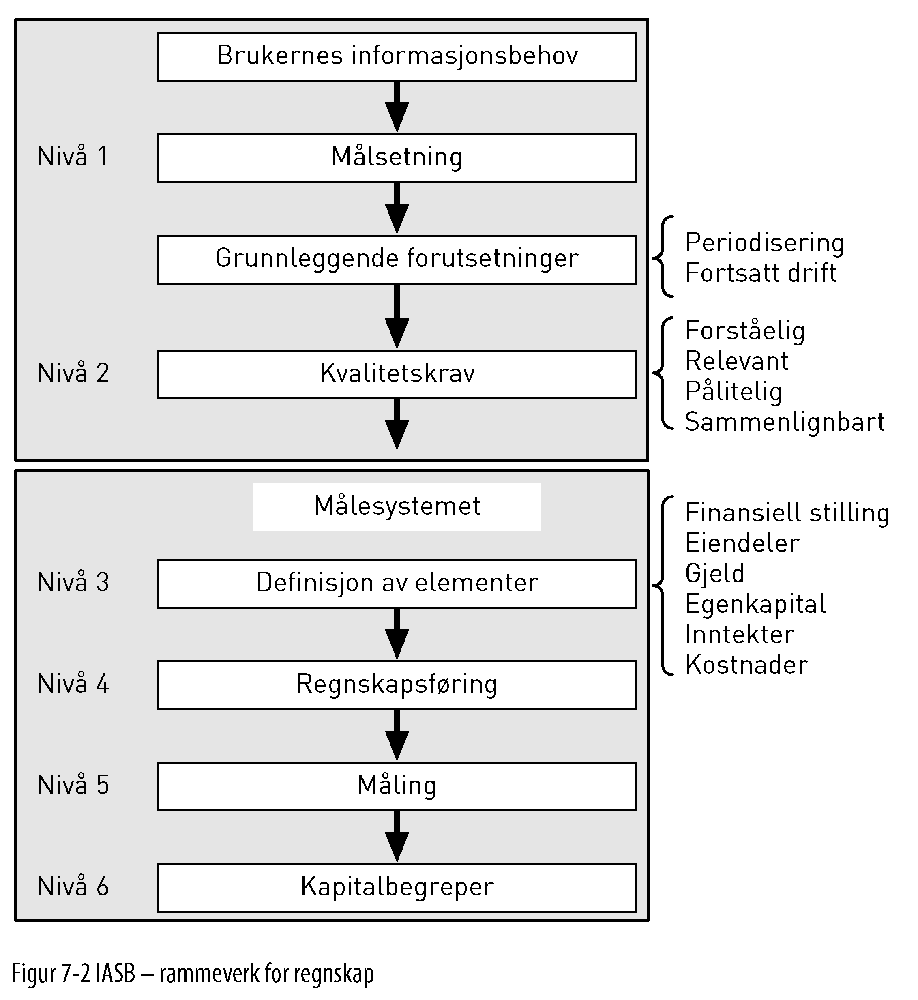 Brukernes informasjonsbehov
Nivå 1
Målsetning
Grunnleggende forutsetninger
Periodisering
Fortsatt drift
Nivå 2
Kvalitetskrav
Forståelig
Relevant
Pålitelig
Sammenlignbart
Målesystemet
Nivå 3
Definisjon av elementer
Finansiell stilling
Eiendeler
Gjeld
Egenkapital
Inntekter
Kostnader
Nivå 4
Regnskapsføring
Nivå 5
Måling
Nivå 6
Kapitalbegreper
Figur 7-2 IASB – rammeverk for regnskap